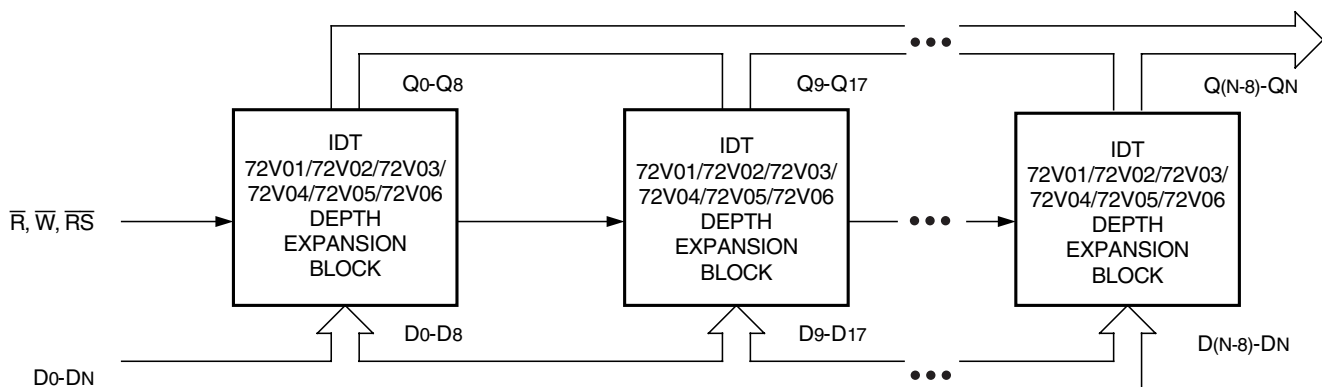 Q0-Q8
Q9-Q17
Q(N-8)-QN
IDT
72V01/72V02/72V03/
72V04/72V05/72V06
DEPTH
EXPANSION
BLOCK
IDT
72V01/72V02/72V03/
72V04/72V05/72V06
DEPTH
EXPANSION
BLOCK
IDT
72V01/72V02/72V03/
72V04/72V05/72V06
DEPTH
EXPANSION
BLOCK
R̅, W̅, R̅S̅
D0-D8
D9-D17
D(N-8)-DN
D0-DN